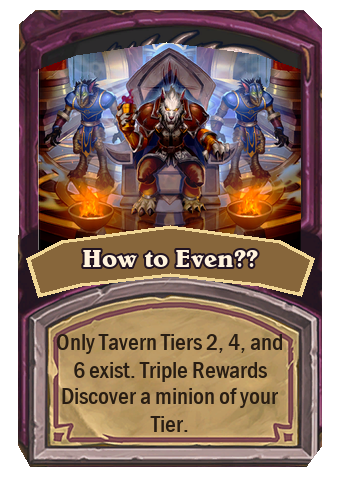 How to Even??
Only Tavern Tiers 2, 4, and
6 exist. Triple Rewards
Discover a minion of your
Tier.